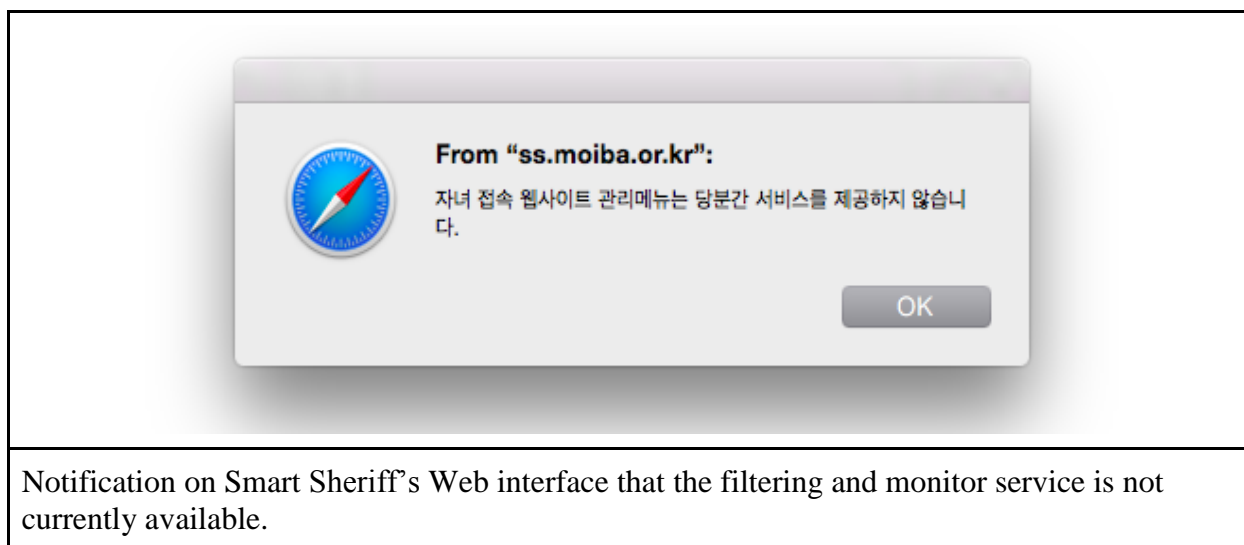 From “ss.moiba.or.kr”:
자녀 접속 웹사이트 관리메뉴는 당분간 서비스를 제공하지 않습니
다.
OK
Notification on Smart Sheriff’s Web interface that the filtering and monitor service is not
currently available.